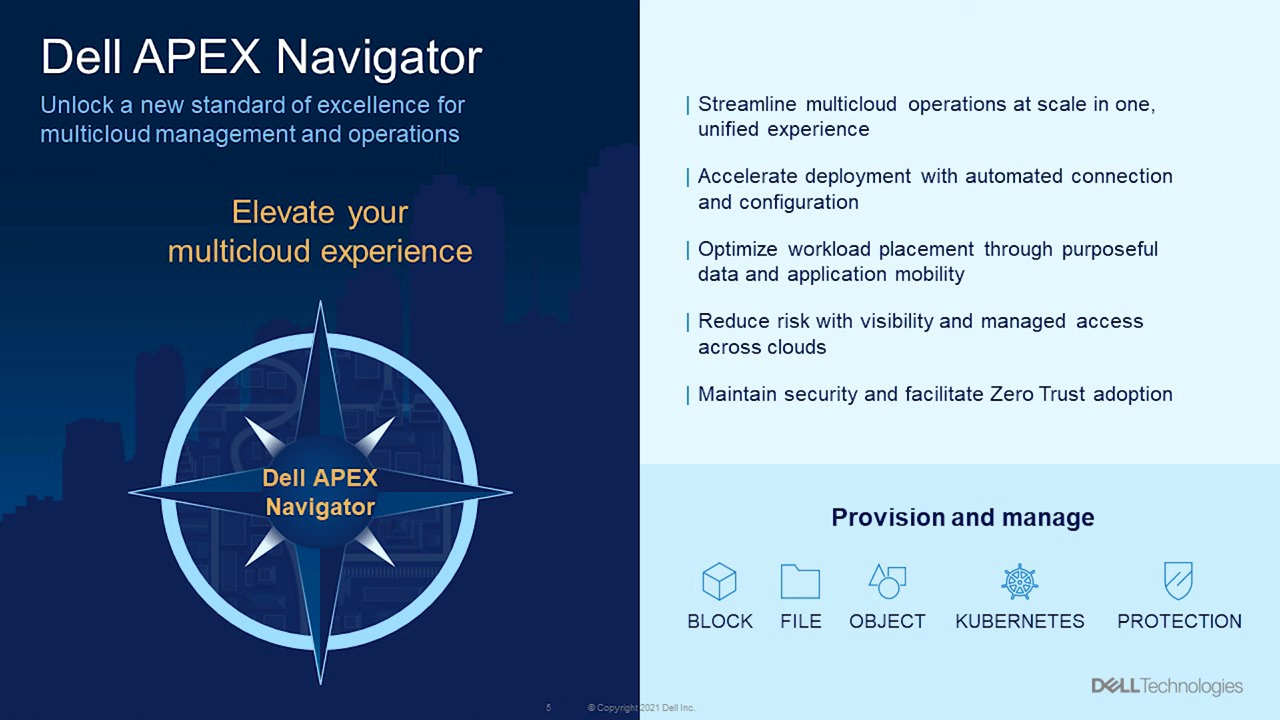 Dell APEX Navigator
Unlock a new standard of excellence for
multicloud management and operations
Elevate your
multicloud experience
Dell APEX
Navigator
| Streamline multicloud operations at scale in one,
unified experience
| Accelerate deployment with automated connection
and configuration
| Optimize workload placement through purposeful
data and application mobility
| Reduce risk with visibility and managed access
across clouds
| Maintain security and facilitate Zero Trust adoption
Provision and manage
BLOCK FILE OBJECT KUBERNETES PROTECTION
DELL Technologies
5 © Copyright 2021 Dell Inc.